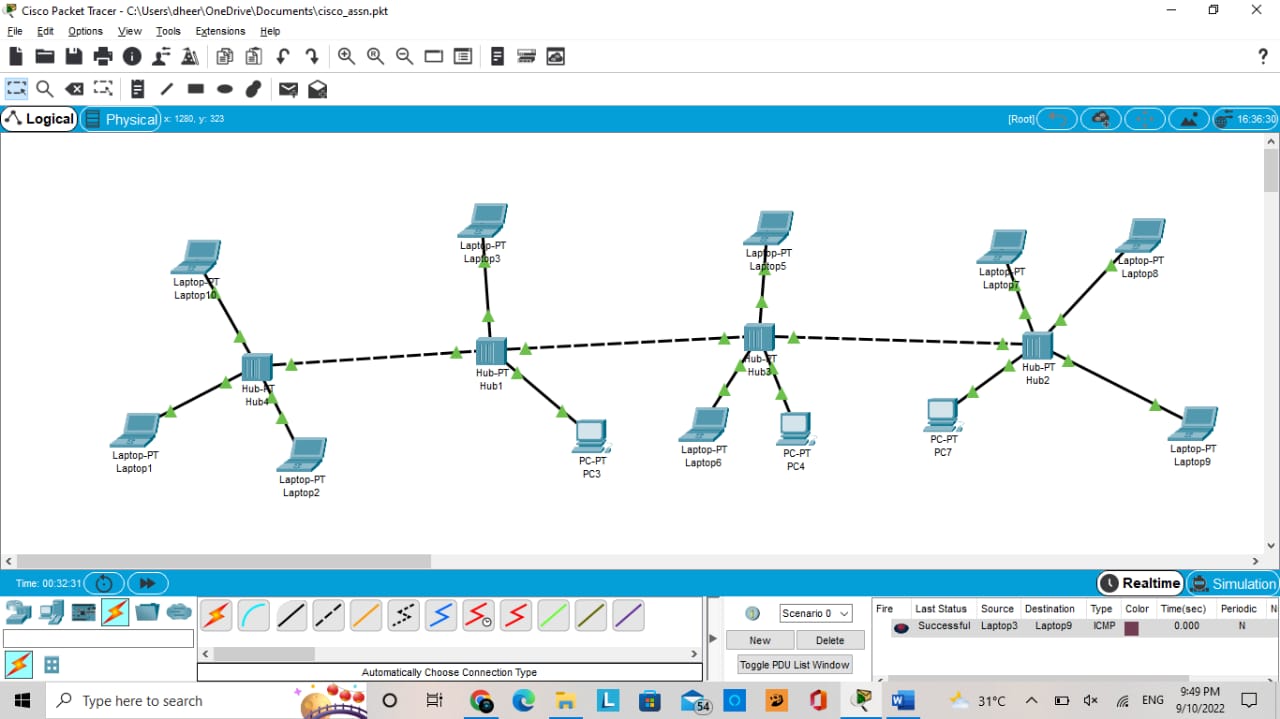 Cisco Packet Tracer - C:\Users\dheer\OneDrive\Documents\cisco_assn.pkt
File Edit Options View Tools Extensions Help
Logical Physical x: 1280, y: 323 [Root] 16:36:30
Laptop-PT
Laptop10
Laptop-PT
Laptop3
Laptop-PT
Laptop5
Laptop-PT
Laptop7
Laptop-PT
Laptop8
Hub-PT
Hub4
Hub-PT
Hub1
Hub-PT
Hub3
Hub-PT
Hub2
Laptop-PT
Laptop1
Laptop-PT
Laptop2
PC-PT
PC3
Laptop-PT
Laptop6
PC-PT
PC4
PC-PT
PC7
Laptop-PT
Laptop9
Time: 00:32:31 Realtime Simulation
Scenario 0
New Delete
Toggle PDU List Window
Fire Last Status Source Destination Type Color Time(sec) Periodic N
Successful Laptop3 Laptop9 ICMP 0.000 N
Automatically Choose Connection Type
Type here to search
54
31°C ENG
9:49 PM
9/10/2022